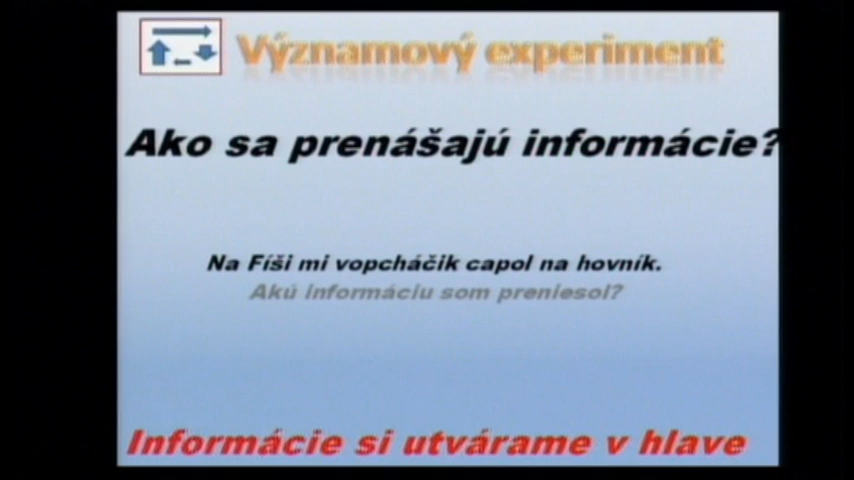 Významový experiment
Ako sa prenášajú informácie?
Na Fíši mi vopcháčik capol na hovník.
Akú informáciu som preniesol?
Informácie si utvárame v hlave